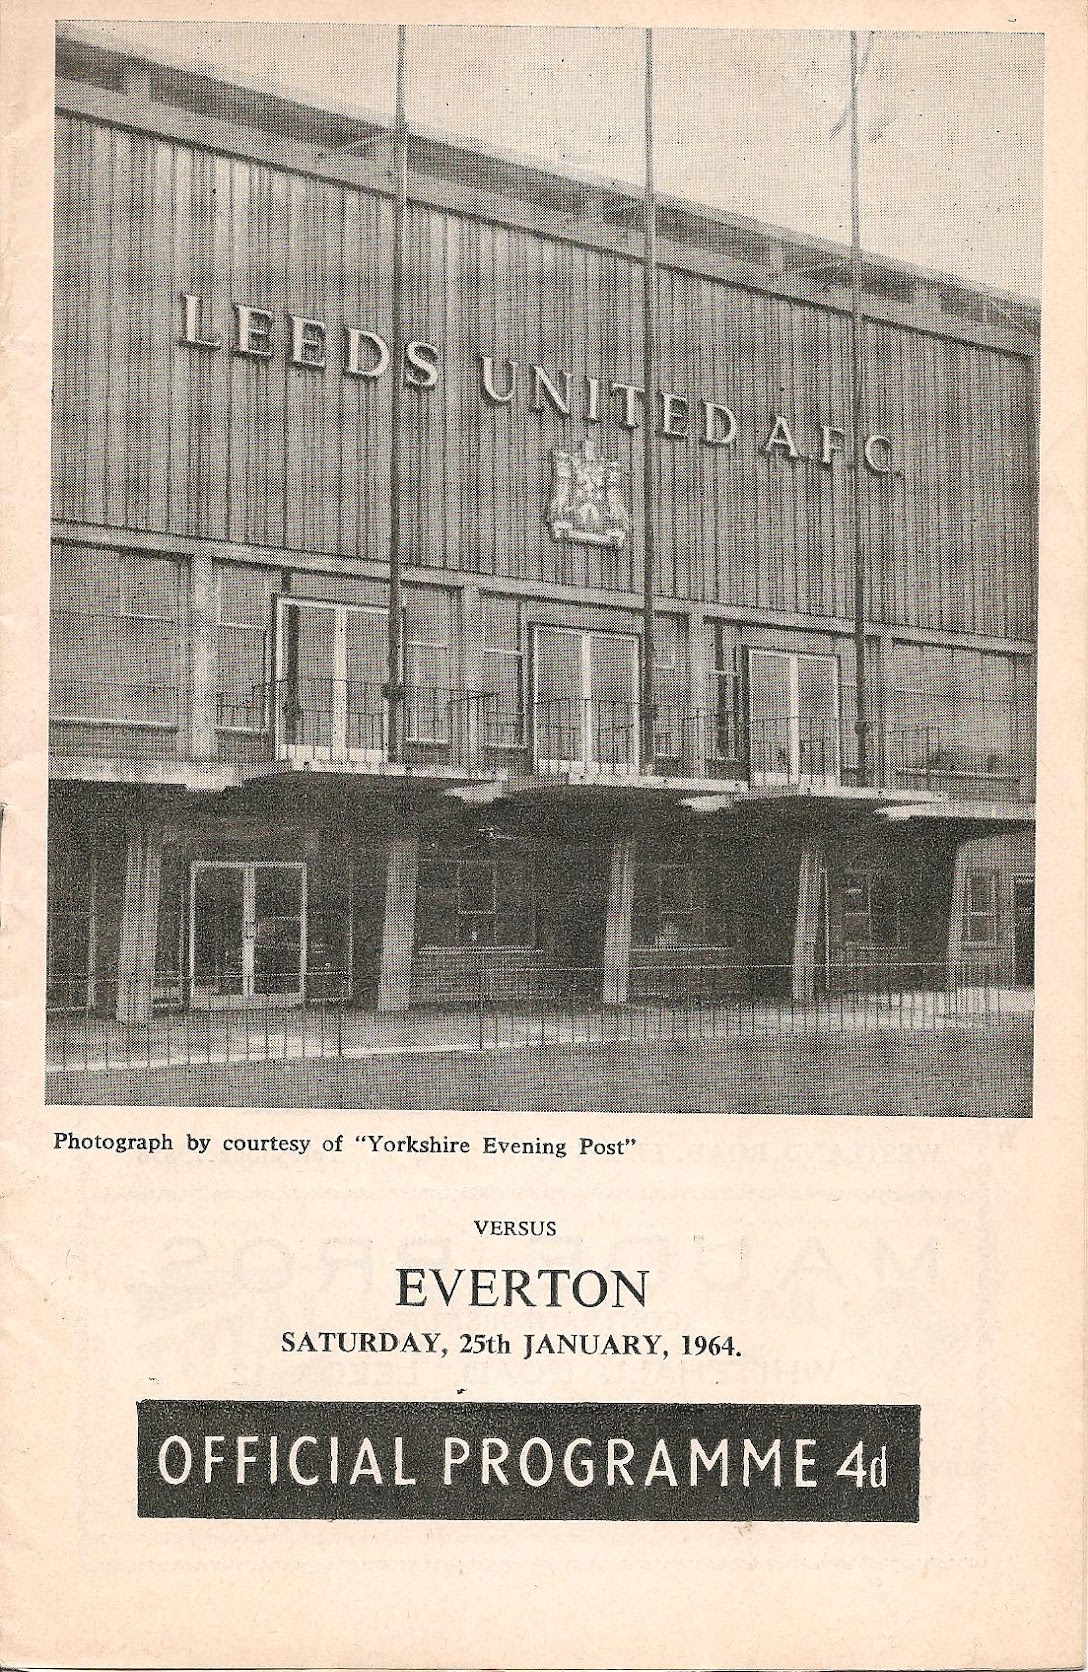 LEEDS UNITED A.F.C.
Photograph by courtesy of "Yorkshire Evening Post"
VERSUS
EVERTON
SATURDAY, 25th JANUARY, 1964.
OFFICIAL PROGRAMME 4d